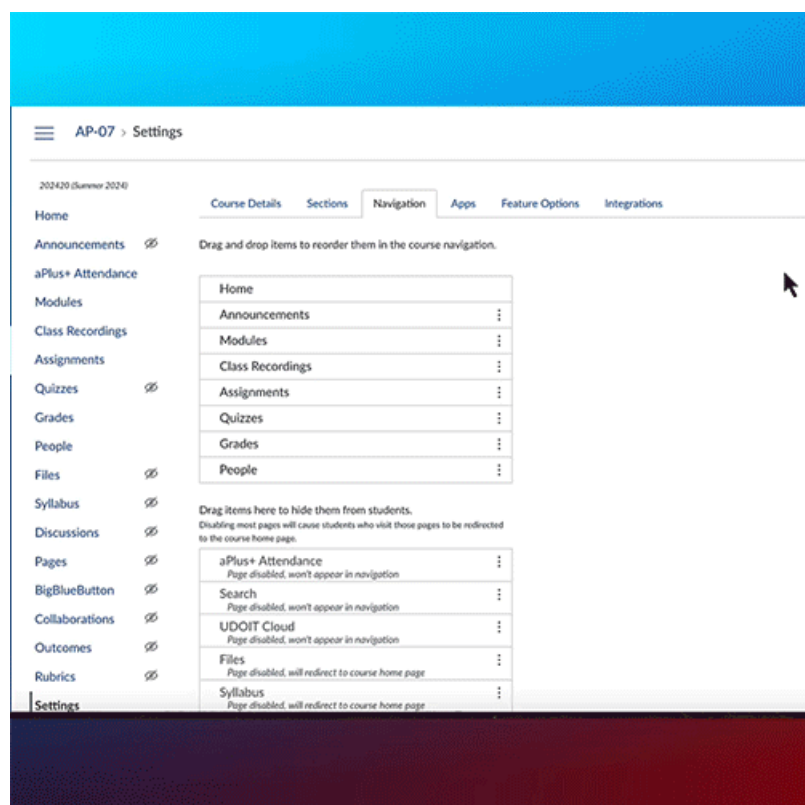 AP-07 › Settings
202420 (Summer 2024)
Home
Announcements
aPlus+ Attendance
Modules
Class Recordings
Assignments
Quizzes
Grades
People
Files
Syllabus
Discussions
Pages
BigBlueButton
Collaborations
Outcomes
Rubrics
Settings
Course Details Sections Navigation Apps Feature Options Integrations
Drag and drop items to reorder them in the course navigation.
Home
Announcements
Modules
Class Recordings
Assignments
Quizzes
Grades
People
Drag items here to hide them from students.
Disabling most pages will cause students who visit those pages to be redirected
to the course home page.
aPlus+ Attendance
Page disabled, won't appear in navigation
Search
Page disabled, won't appear in navigation
UDOIT Cloud
Page disabled, won't appear in navigation
Files
Page disabled, will redirect to course home page
Syllabus
Page disabled, will redirect to course home page